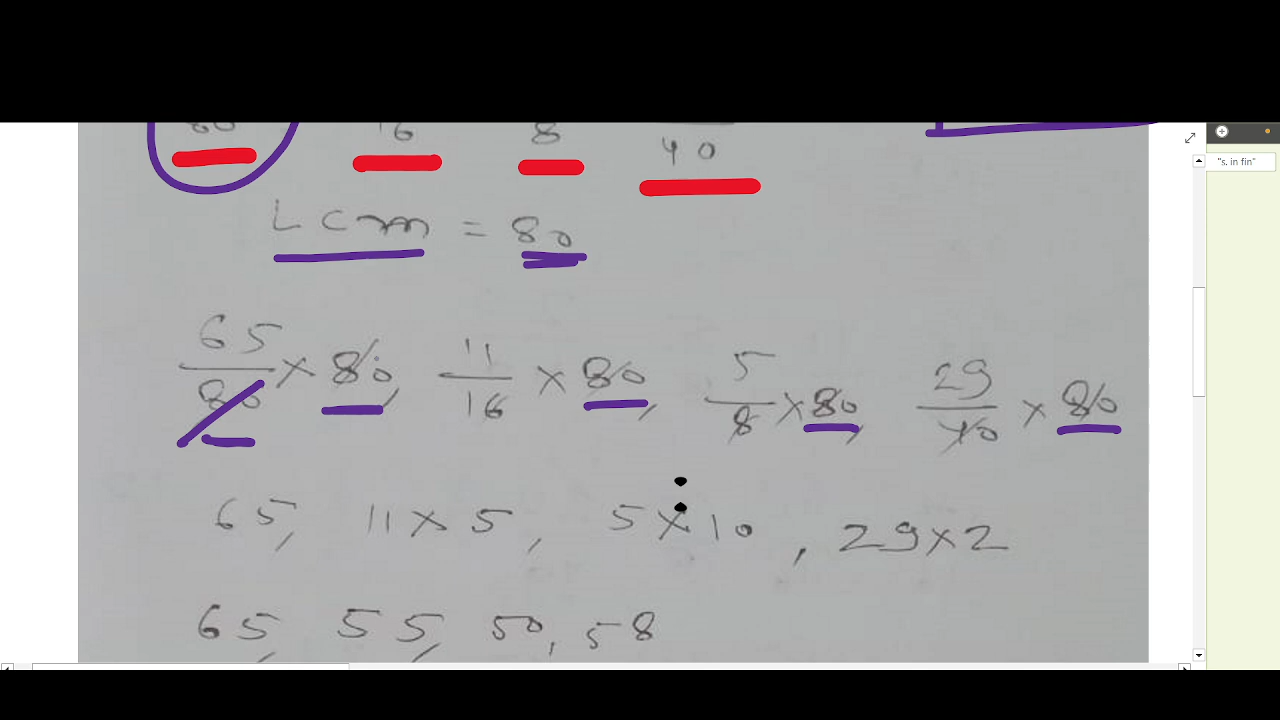 80 16 8 40
LCM = 80
65/80 × 80, 11/16 × 80, 5/8 × 80, 29/40 × 80
65, 11 × 5, 5 × 10, 29 × 2
65, 55, 50, 58
"s. in fin"